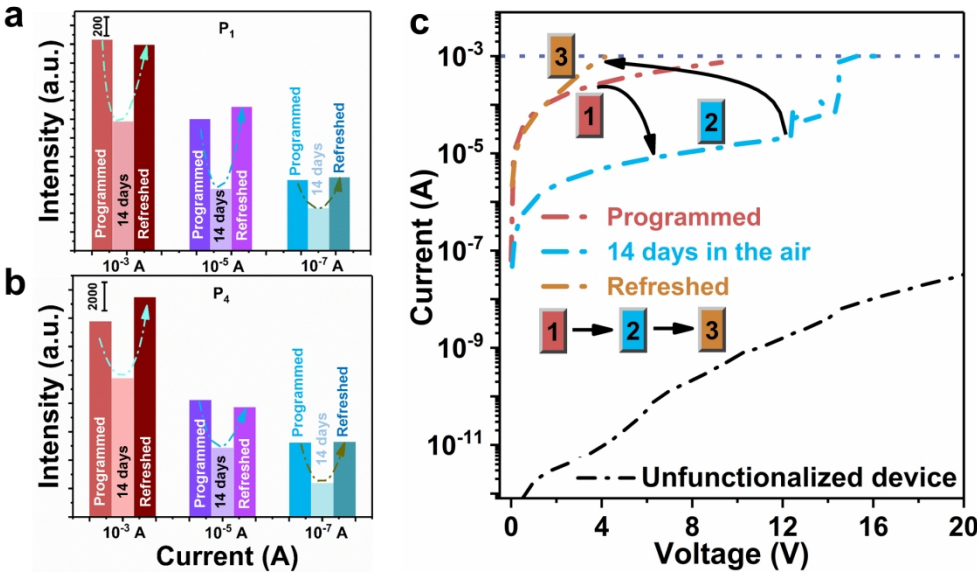 a
200
P1
Intensity (a.u.)
Programmed
14 days
Refreshed
Programmed
14 days
Refreshed
Programmed
14 days
Refreshed
10-3 A
10-5 A
10-7 A
b
2000
P4
Intensity (a.u.)
Programmed
14 days
Refreshed
Programmed
14 days
Refreshed
Programmed
14 days
Refreshed
10-3 A
10-5 A
10-7 A
Current (A)
c
Current (A)
10-3
10-5
10-7
10-9
10-11
3
1
2
Programmed
14 days in the air
Refreshed
1 2 3
Unfunctionalized device
0 4 8 12 16 20
Voltage (V)